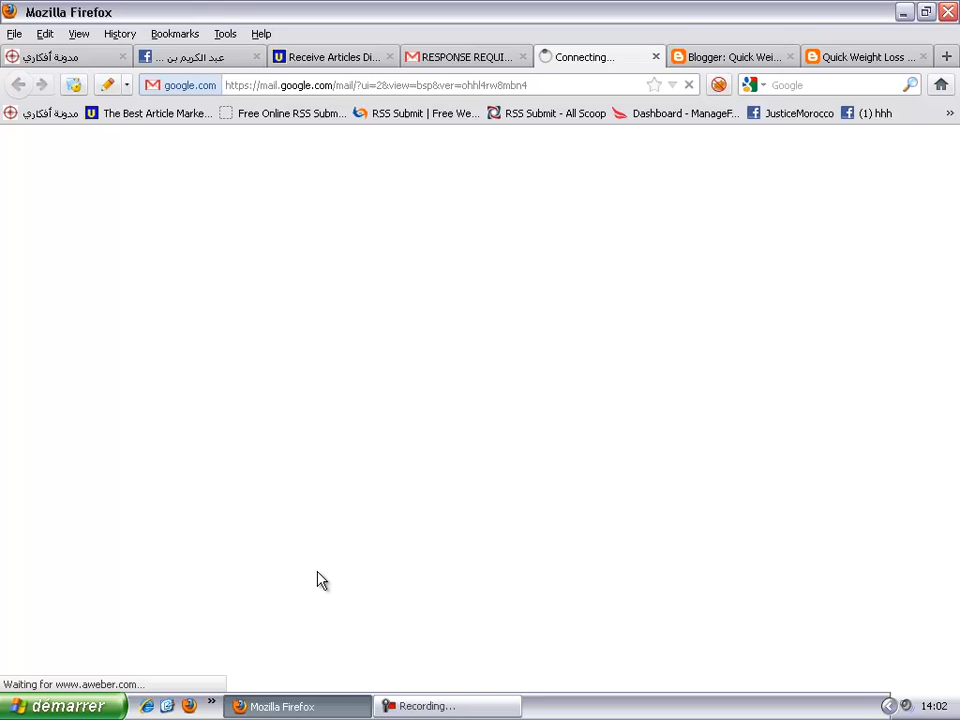 Mozilla Firefox
File Edit View History Bookmarks Tools Help
مدونة أفكاري
عبد الكريم بن ...
Receive Articles Di...
RESPONSE REQUI...
Connecting...
Blogger: Quick Wei...
Quick Weight Loss ...
google.com
https://mail.google.com/mail/?ui=2&view=bsp&ver=ohhl4rw8mbn4
Google
مدونة أفكاري
The Best Article Marke...
Free Online RSS Subm...
RSS Submit | Free We...
RSS Submit - All Scoop
Dashboard - ManageF...
JusticeMorocco
(1) hhh
Waiting for www.aweber.com...
démarrer
Mozilla Firefox
Recording...
14:02